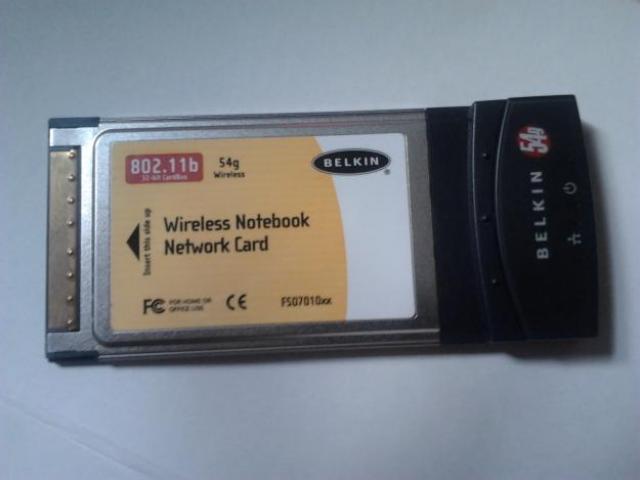 802.11b
32-bit CardBus
54g
Wireless
BELKIN
Wireless Notebook
Network Card
Insert this side up
FC FOR HOME OR
OFFICE USE
CE
F5D7010xx
BELKIN 54g